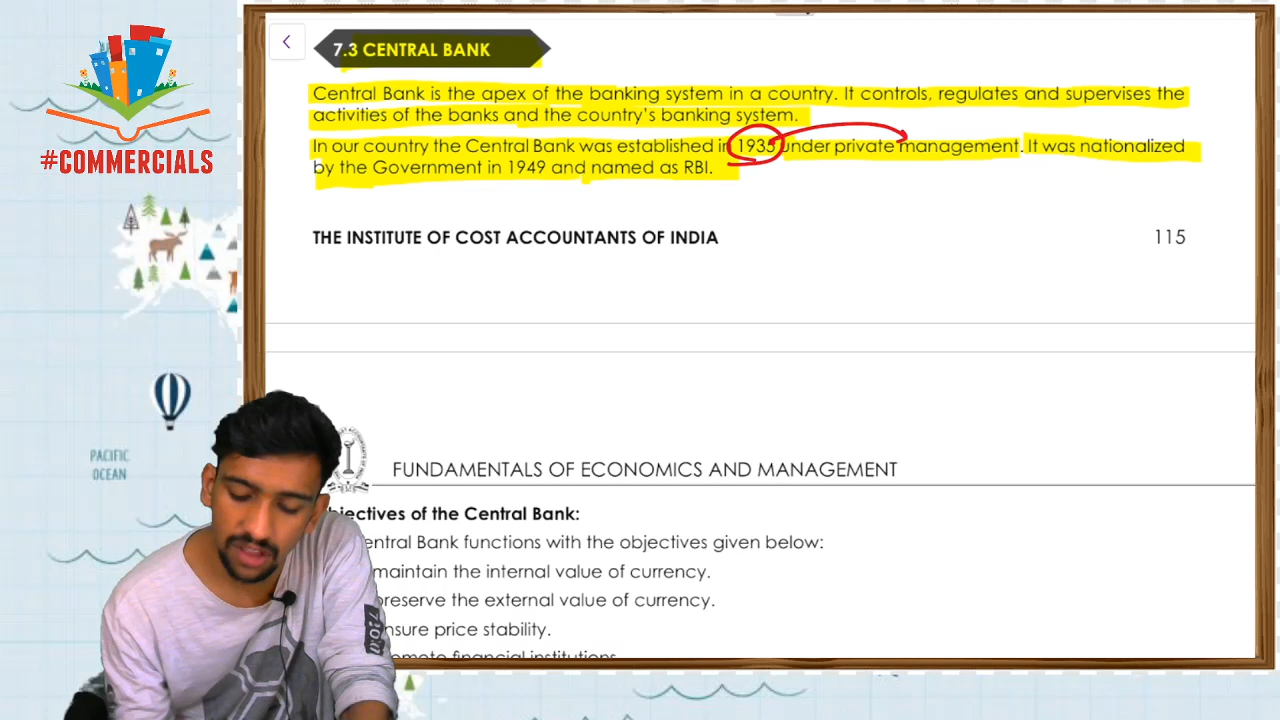 #COMMERCIALS
7.3 CENTRAL BANK
Central Bank is the apex of the banking system in a country. It controls, regulates and supervises the
activities of the banks and the country's banking system.
In our country the Central Bank was established in 1935 under private management. It was nationalized
by the Government in 1949 and named as RBI.
THE INSTITUTE OF COST ACCOUNTANTS OF INDIA 115
PACIFIC
OCEAN
FUNDAMENTALS OF ECONOMICS AND MANAGEMENT
bjectives of the Central Bank:
entral Bank functions with the objectives given below:
maintain the internal value of currency.
reserve the external value of currency.
nsure price stability.
omote financial institutions